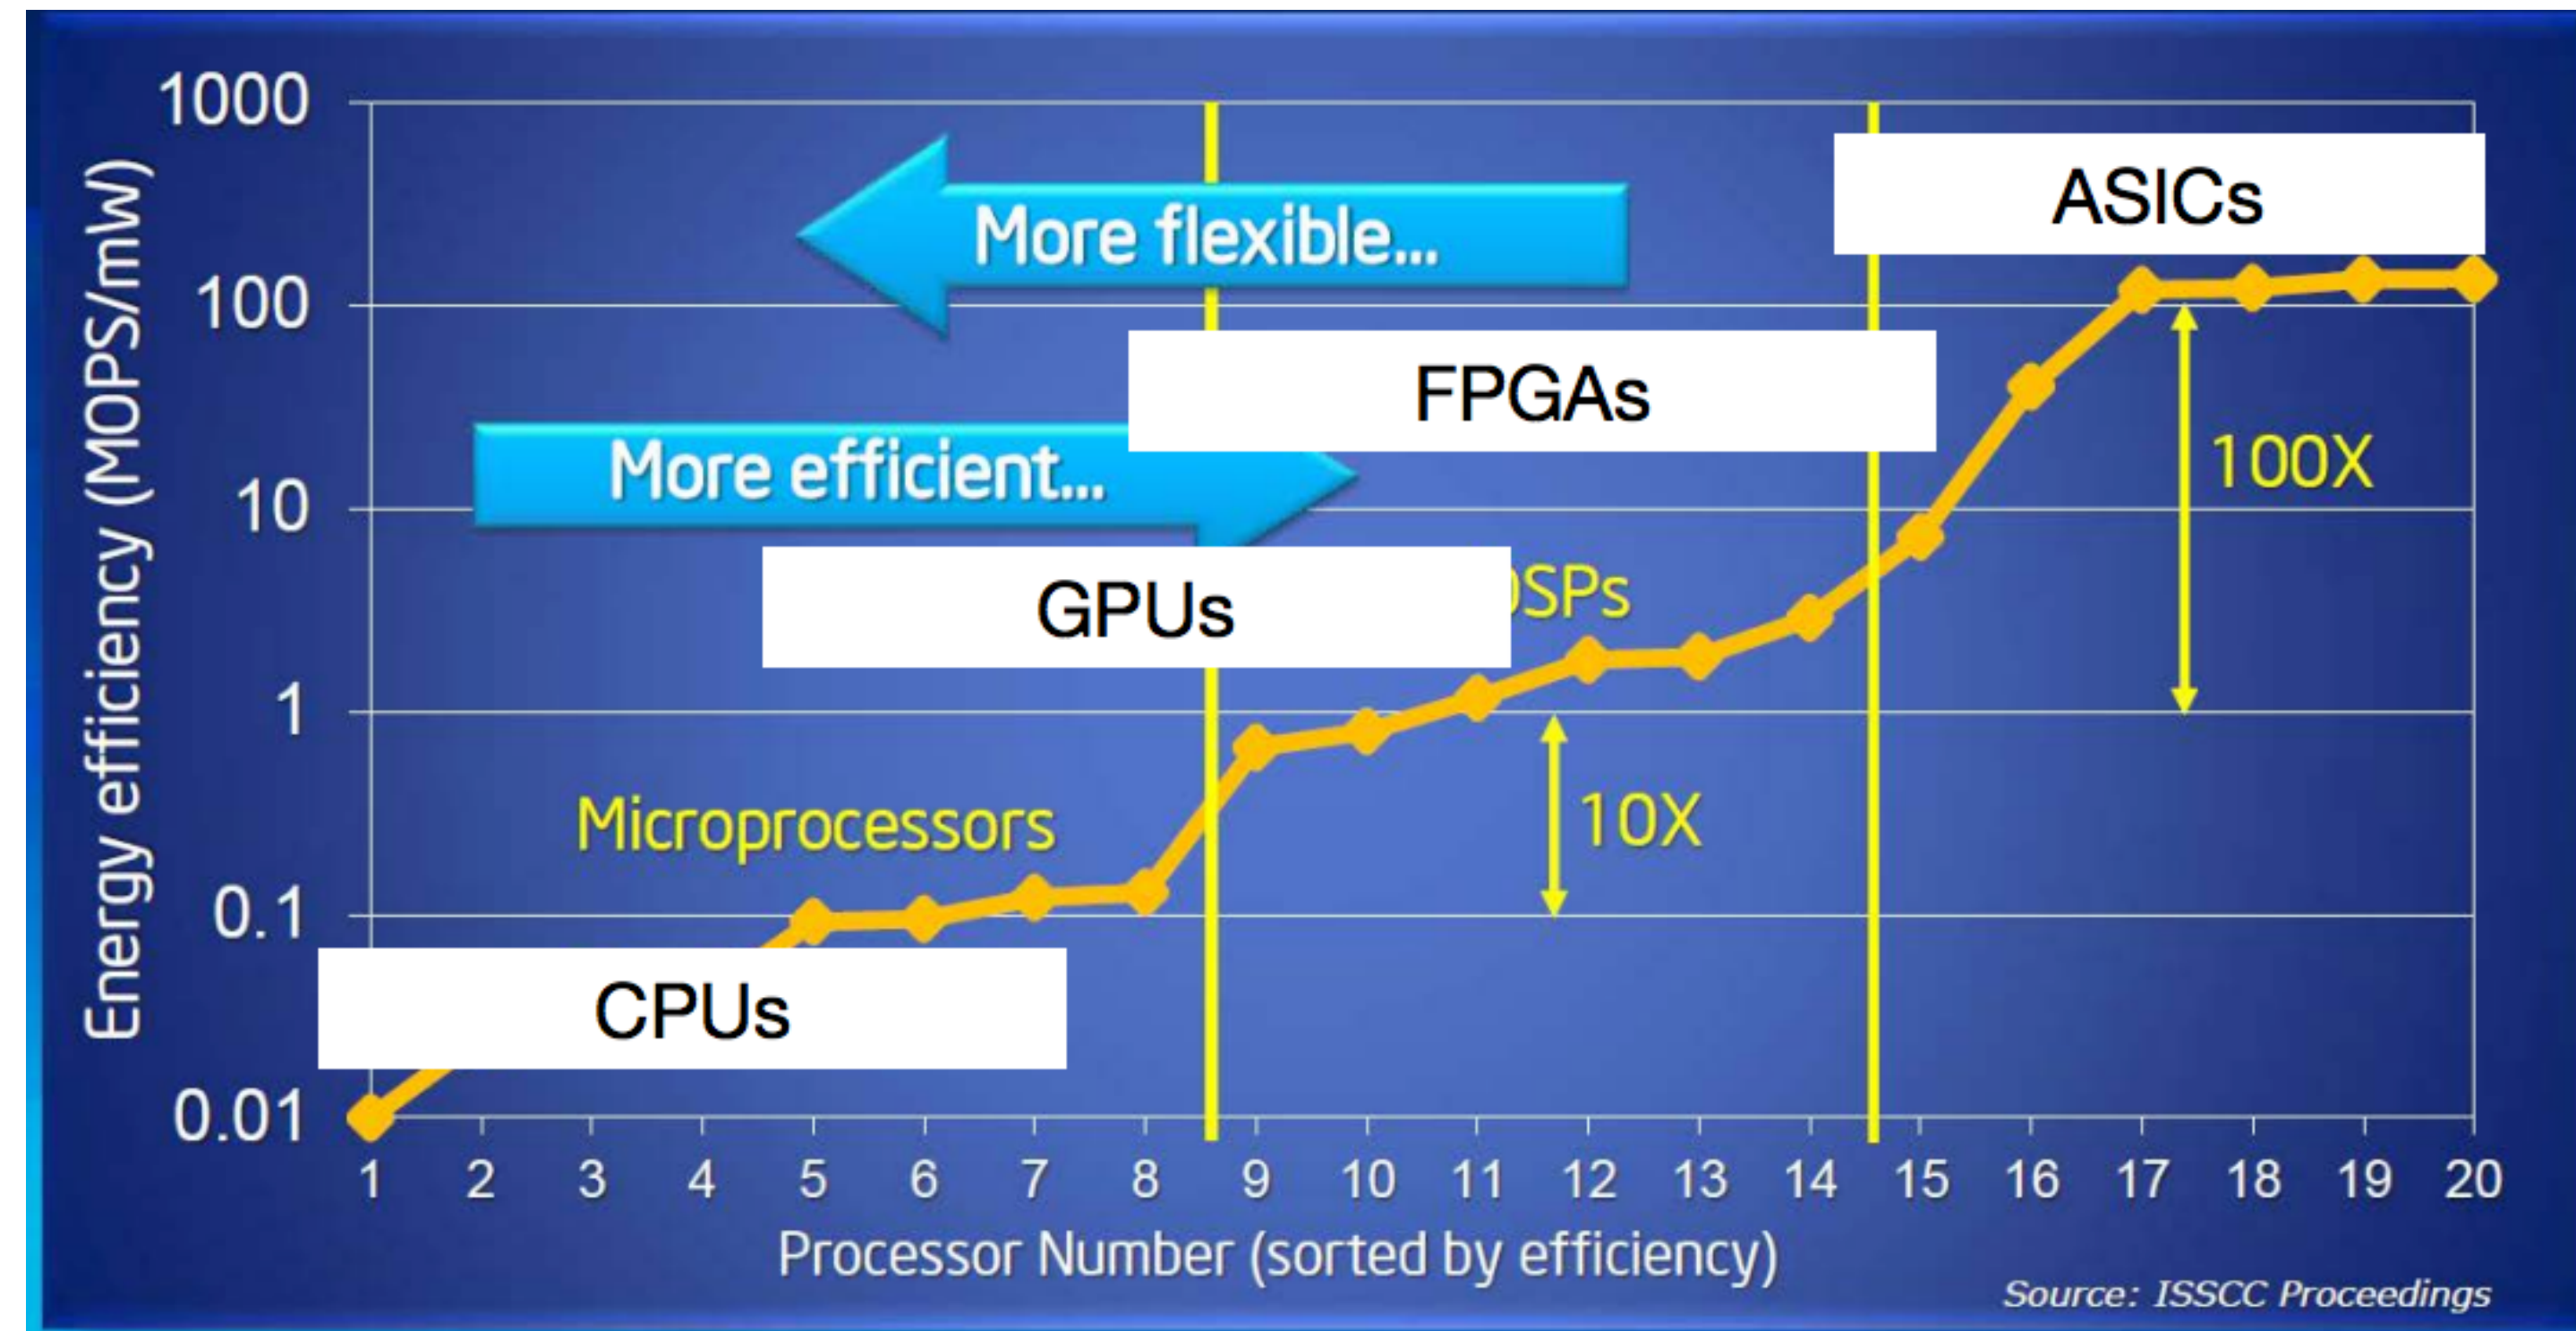 1000
100
10
1
0.1
0.01
Energy efficiency (MOPS/mW)
More flexible...
More efficient...
ASICs
FPGAs
GPUs
CPUs
Microprocessors
10X
100X
1 2 3 4 5 6 7 8 9 10 11 12 13 14 15 16 17 18 19 20
Processor Number (sorted by efficiency)
Source: ISSCC Proceedings